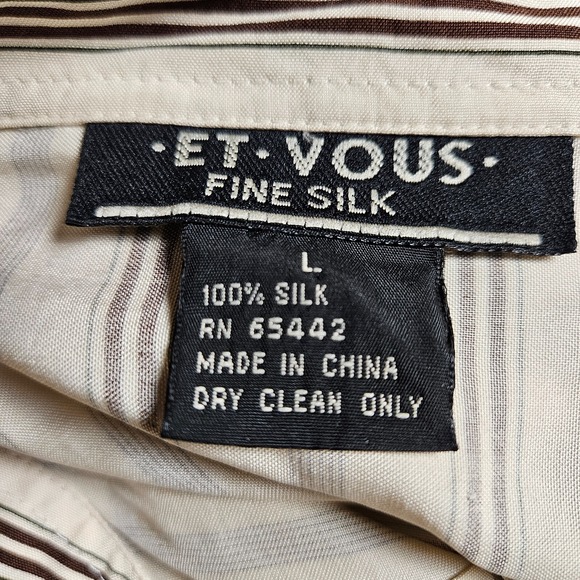 ·ET·VOUS·
FINE SILK
L.
100% SILK
RN 65442
MADE IN CHINA
DRY CLEAN ONLY